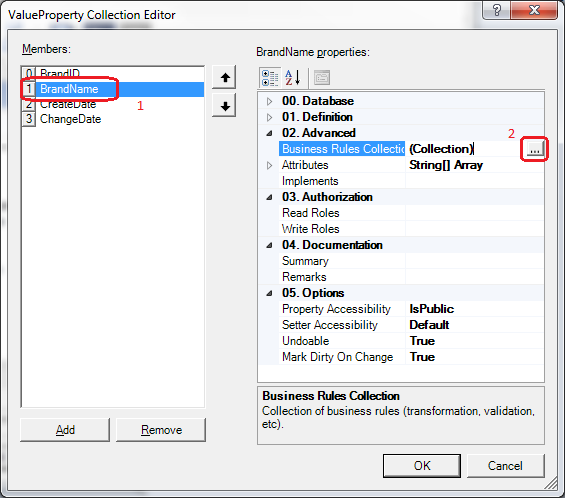 ValueProperty Collection Editor
Members:
0 BrandID
1 BrandName
2 CreateDate
3 ChangeDate
1
Add
Remove
BrandName properties:
00. Database
01. Definition
02. Advanced
2
Business Rules Collectio (Collection) ...
Attributes String[] Array
Implements
03. Authorization
Read Roles
Write Roles
04. Documentation
Summary
Remarks
05. Options
Property Accessibility IsPublic
Setter Accessibility Default
Undoable True
Mark Dirty On Change True
Business Rules Collection
Collection of business rules (transformation, validation,
etc).
OK
Cancel